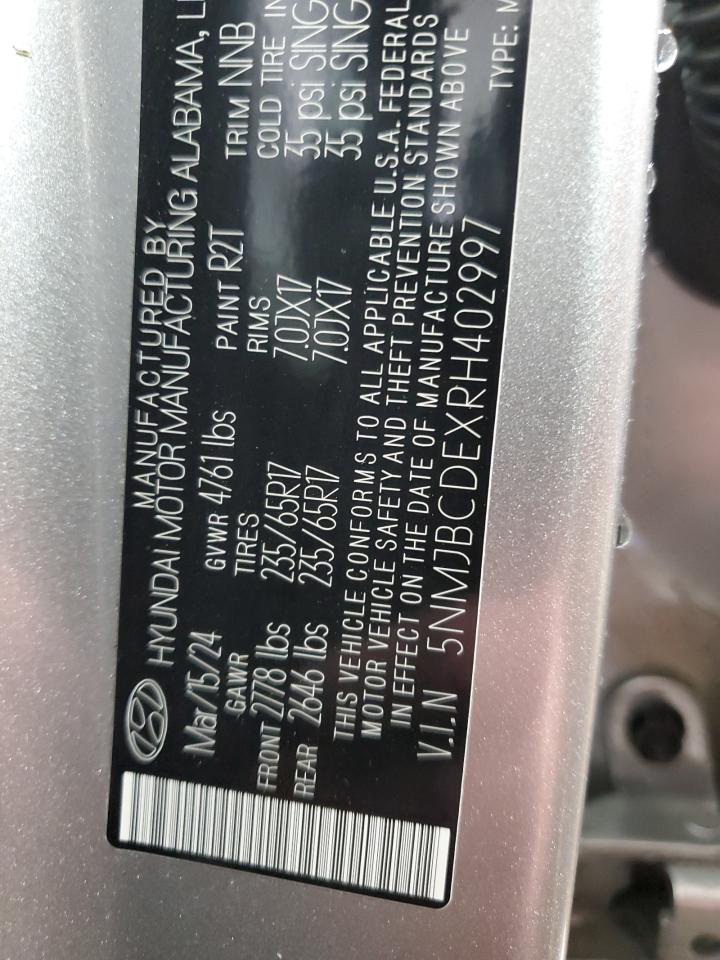 MANUFACTURED BY
HYUNDAI MOTOR MANUFACTURING ALABAMA,
Mar/15/24 GVWR 4761 lbs PAINT R2T TRIM NNB
GAWR TIRES RIMS COLD TIRE
FRONT 2778 lbs 235/65R17 7.0JX17 35 psi SING
REAR 2646 lbs 235/65R17 7.0JX17 35 psi SING
THIS VEHICLE CONFORMS TO ALL APPLICABLE U.S.A. FEDERAL
MOTOR VEHICLE SAFETY AND THEFT PREVENTION STANDARDS
IN EFFECT ON THE DATE OF MANUFACTURE SHOWN ABOVE
V.I.N 5NMJBCDEXRH402997 TYPE: M